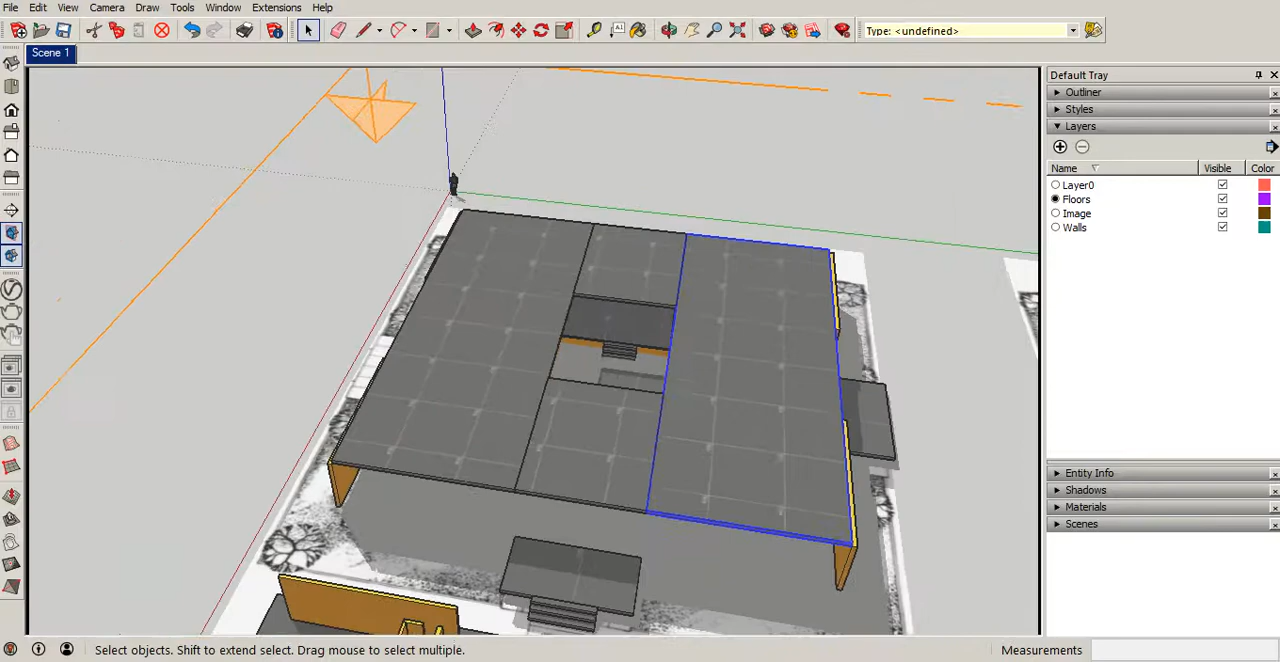 File Edit View Camera Draw Tools Window Extensions Help
Type: <undefined>
Scene 1
Default Tray
Outliner
Styles
Layers
Name Visible Color
Layer0
Floors
Image
Walls
Entity Info
Shadows
Materials
Scenes
Select objects. Shift to extend select. Drag mouse to select multiple. Measurements